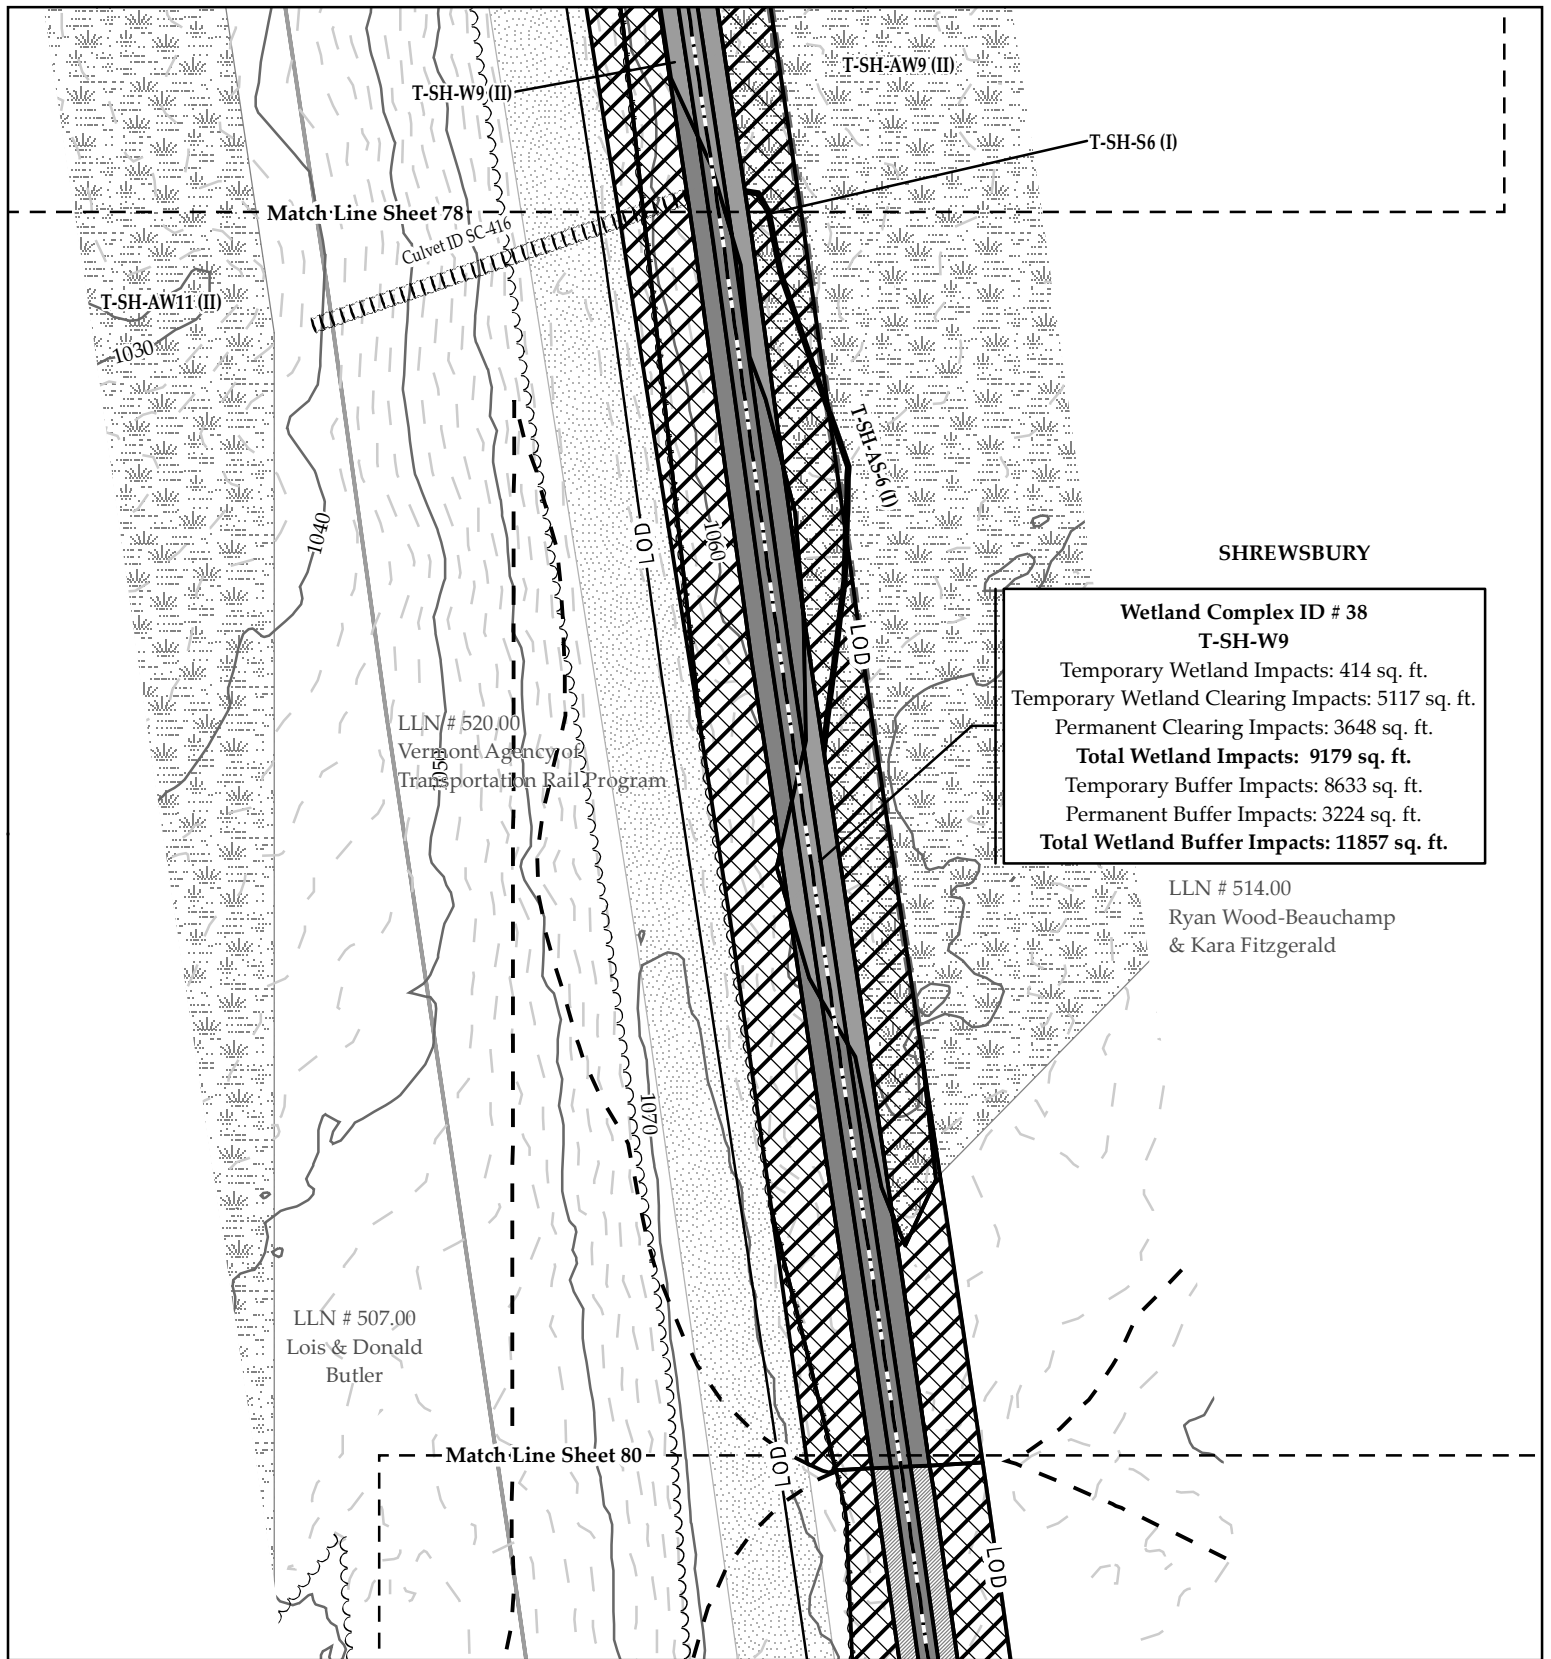 T-SH-AW9 (II)
T-SH-W9 (II)
T-SH-S6 (I)
Match Line Sheet 78
Culvet ID SC-416
T-SH-AW11 (II)
1030
T-SH-AS-6 (I)
1040
LOD
1060
SHREWSBURY
Wetland Complex ID # 38
T-SH-W9
Temporary Wetland Impacts: 414 sq. ft.
Temporary Wetland Clearing Impacts: 5117 sq. ft.
Permanent Clearing Impacts: 3648 sq. ft.
Total Wetland Impacts: 9179 sq. ft.
Temporary Buffer Impacts: 8633 sq. ft.
Permanent Buffer Impacts: 3224 sq. ft.
Total Wetland Buffer Impacts: 11857 sq. ft.
LOD
LLN # 520.00
Vermont Agency of
Transportation Rail Program
1050
LLN # 514.00
Ryan Wood-Beauchamp
& Kara Fitzgerald
1070
LLN # 507.00
Lois & Donald
Butler
Match Line Sheet 80
LOD
LOD